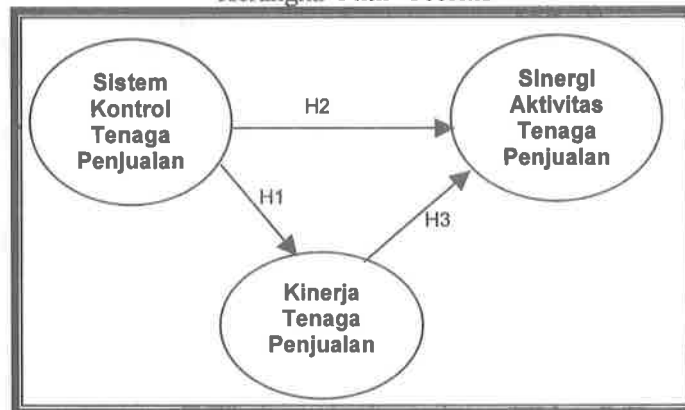 Sistem
Kontrol
Tenaga
Penjualan
H2
Sinergi
Aktivitas
Tenaga
Penjualan
H1
H3
Kinerja
Tenaga
Penjualan